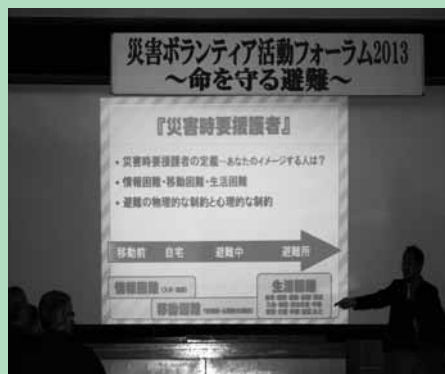 災害ボランティア活動フォーラム2013
～命を守る避難～
『災害時要援護者』
• 災害時要援護者の定義…あなたのイメージする人は?
• 情報困難・移動困難・生活困難
• 避難の物理的な制約と心理的な制約
移動前 自宅 避難中 避難所
情報困難
生活困難
移動困難